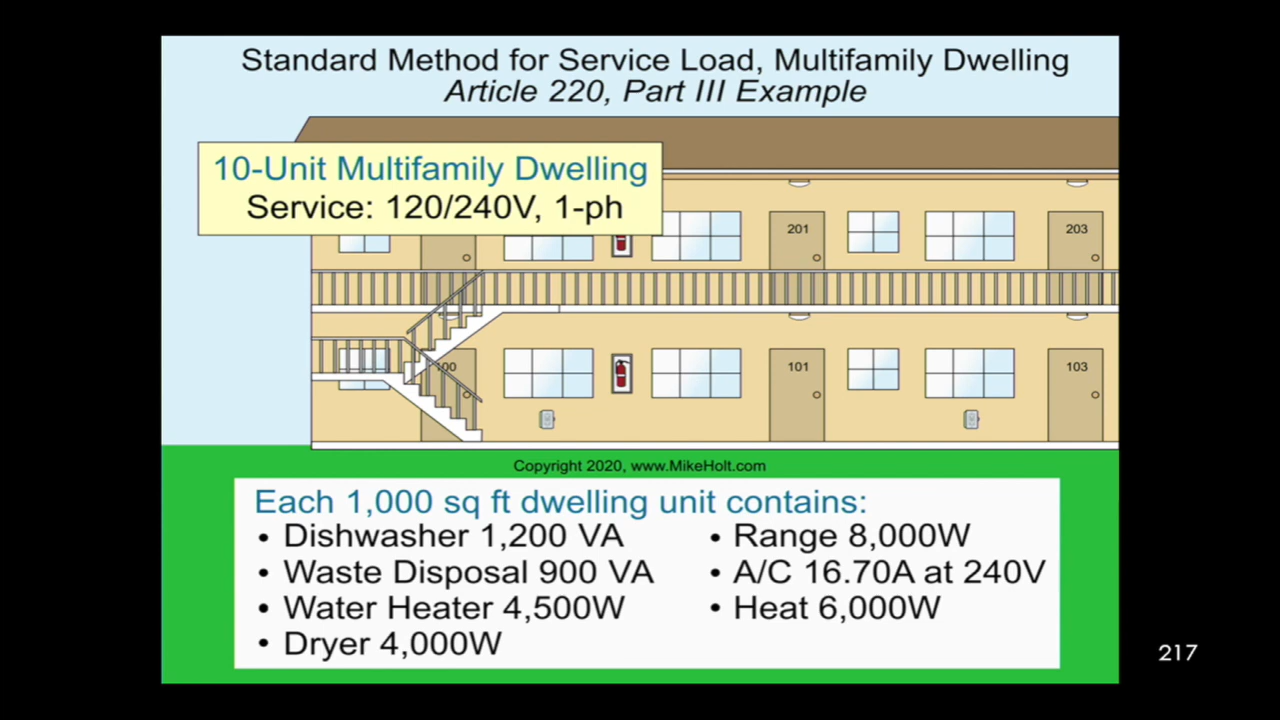 Standard Method for Service Load, Multifamily Dwelling
Article 220, Part III Example
10-Unit Multifamily Dwelling
Service: 120/240V, 1-ph
201
203
100
101
103
Copyright 2020, www.MikeHolt.com
Each 1,000 sq ft dwelling unit contains:
• Dishwasher 1,200 VA
• Waste Disposal 900 VA
• Water Heater 4,500W
• Dryer 4,000W
• Range 8,000W
• A/C 16.70A at 240V
• Heat 6,000W
217